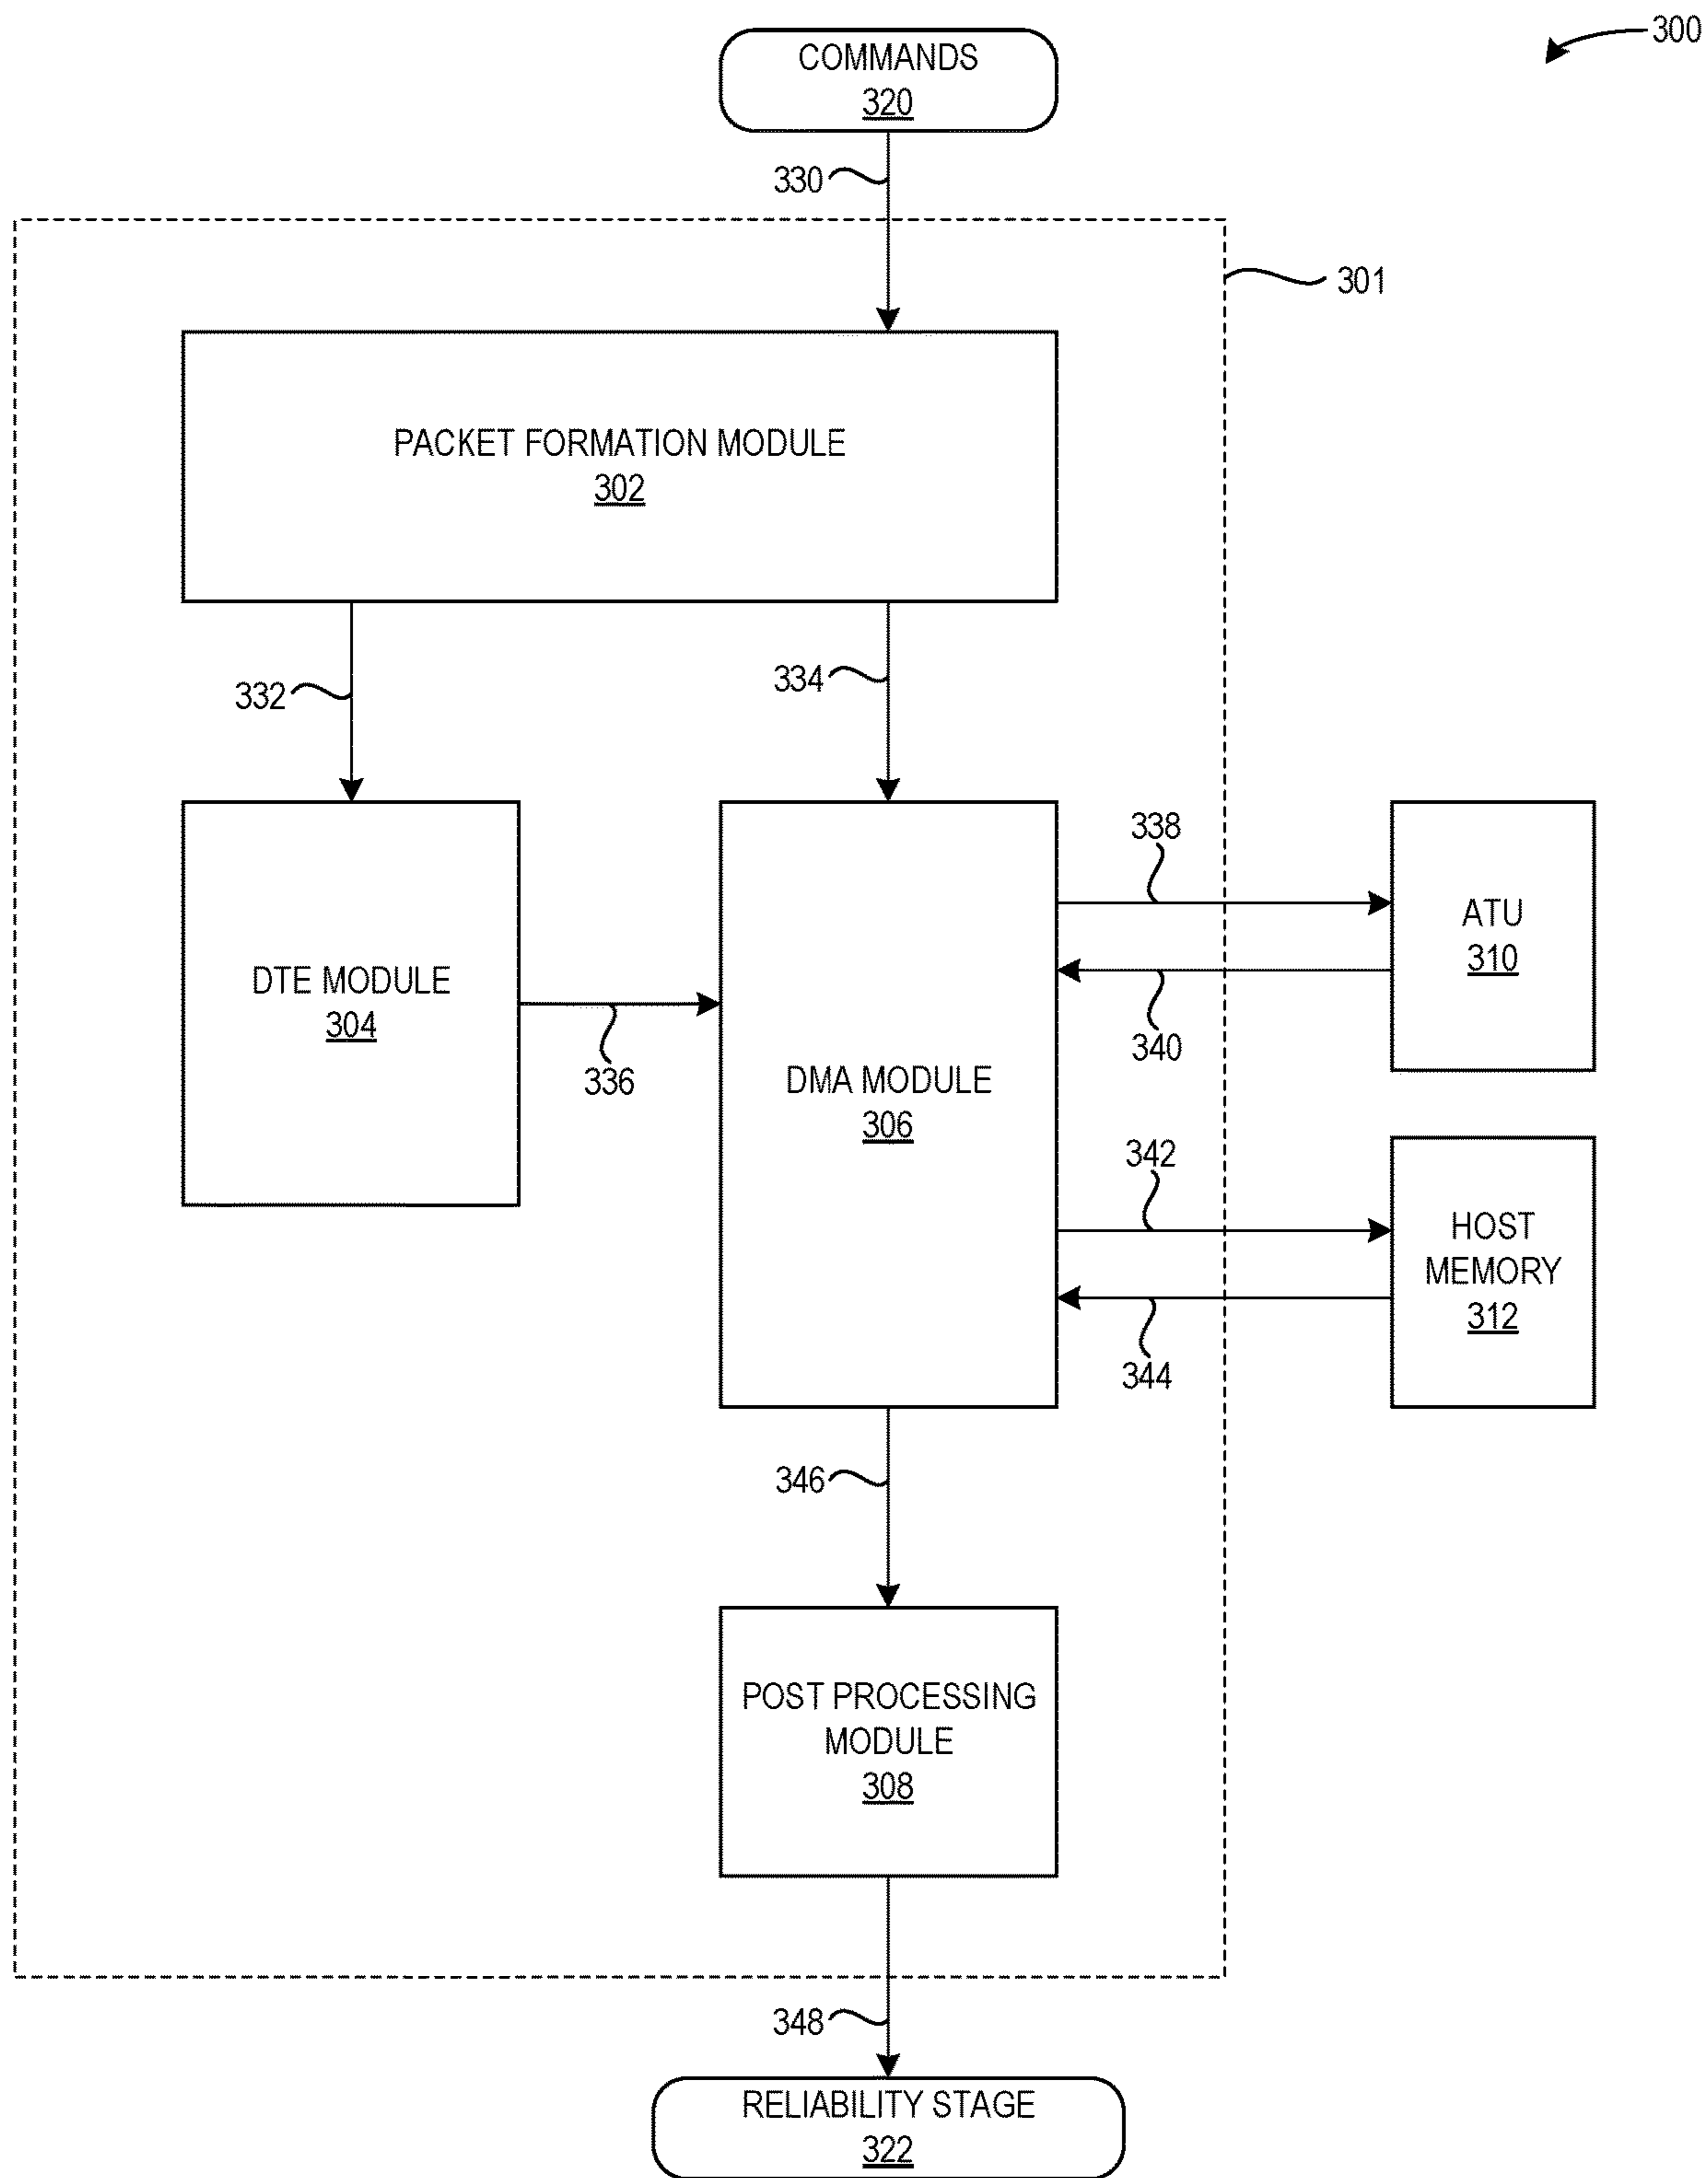 300
COMMANDS
320
330
301
PACKET FORMATION MODULE
302
332
334
338
ATU
310
DTE MODULE
304
336
340
DMA MODULE
306
342
HOST
MEMORY
312
344
346
POST PROCESSING
MODULE
308
348
RELIABILITY STAGE
322